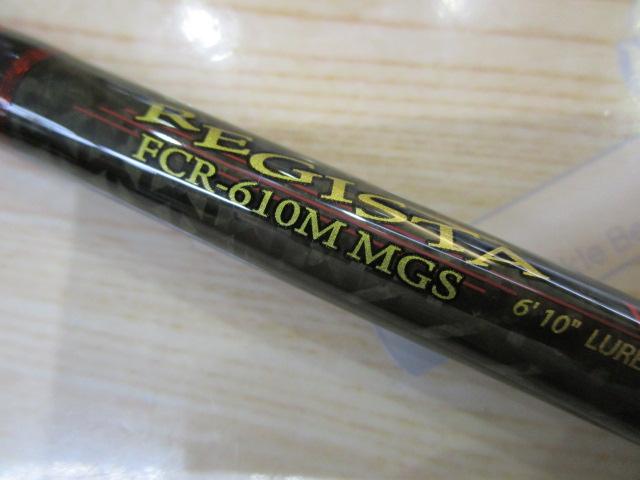 REGISTA
FCR-610M MGS
6'10" LURE